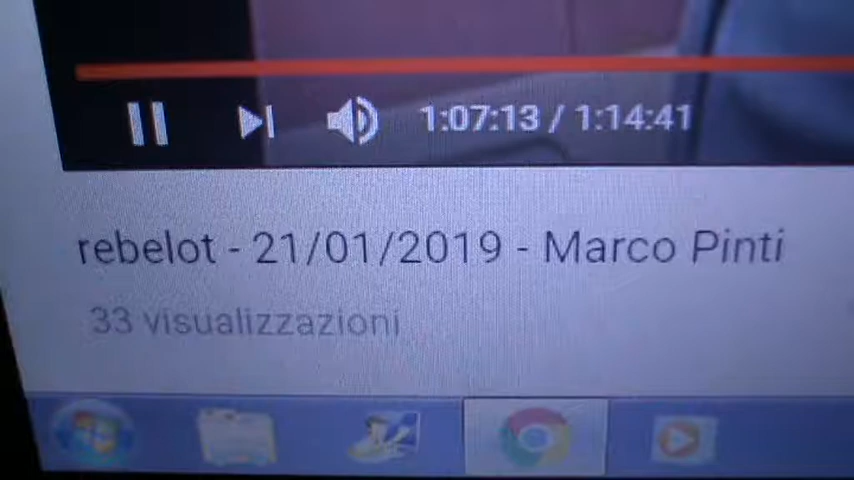 1:07:13 / 1:14:41
rebelot - 21/01/2019 - Marco Pinti
33 visualizzazioni